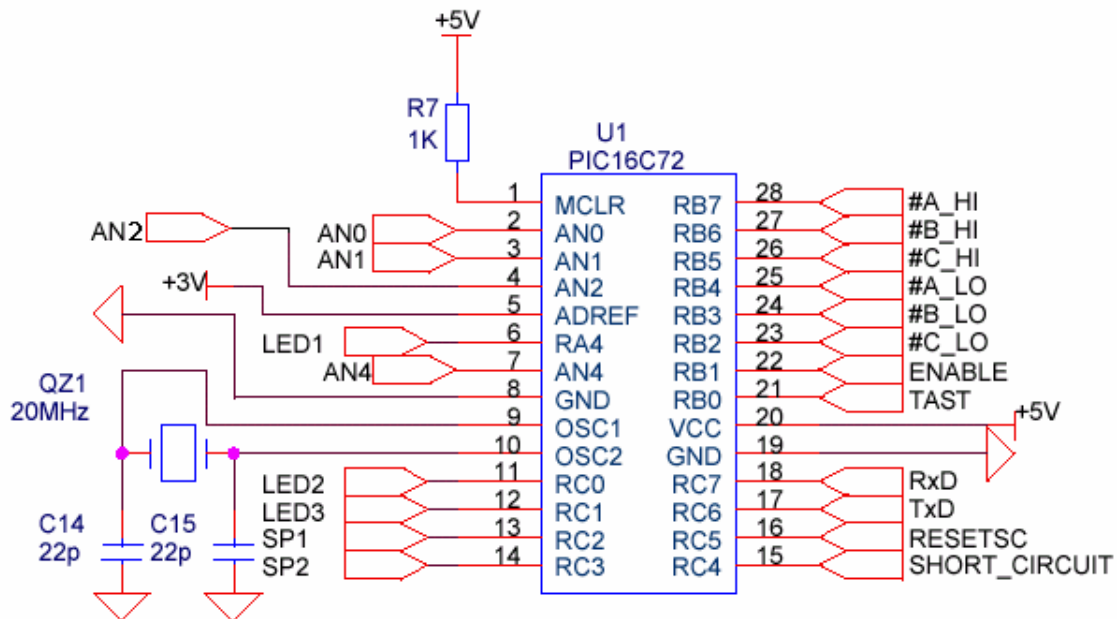 +5V
R7
1K
U1
PIC16C72
1 MCLR RB7 28 #A_HI
AN2 AN0 2 AN0 RB6 27 #B_HI
AN1 3 AN1 RB5 26 #C_HI
+3V 4 AN2 RB4 25 #A_LO
5 ADREF RB3 24 #B_LO
LED1 6 RA4 RB2 23 #C_LO
AN4 7 AN4 RB1 22 ENABLE
QZ1 8 GND RB0 21 TAST
20MHz 9 OSC1 VCC 20 +5V
10 OSC2 GND 19
LED2 11 RC0 RC7 18 RxD
LED3 12 RC1 RC6 17 TxD
C14 C15 SP1 13 RC2 RC5 16 RESETSC
22p 22p SP2 14 RC3 RC4 15 SHORT_CIRCUIT